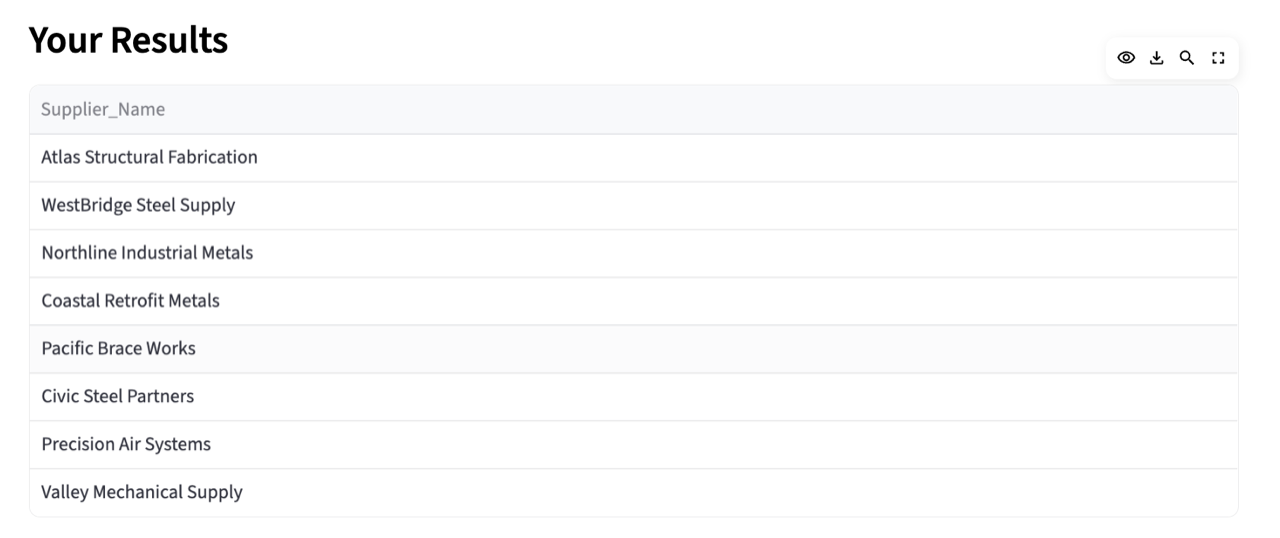 Your Results
Supplier_Name
Atlas Structural Fabrication
WestBridge Steel Supply
Northline Industrial Metals
Coastal Retrofit Metals
Pacific Brace Works
Civic Steel Partners
Precision Air Systems
Valley Mechanical Supply